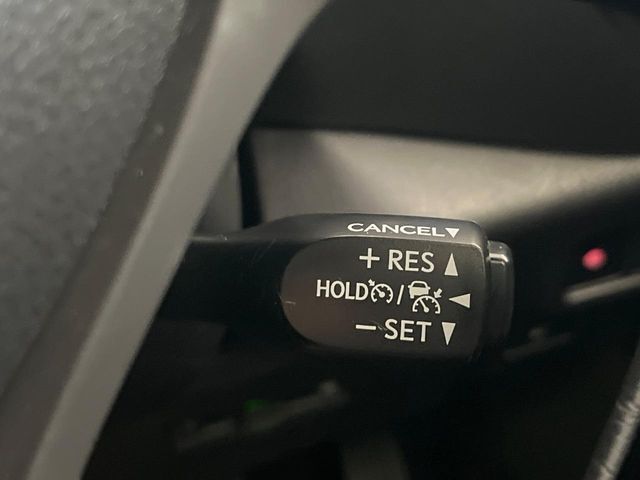 CANCEL▼
+ RES ▲
HOLD / ◀
− SET ▼